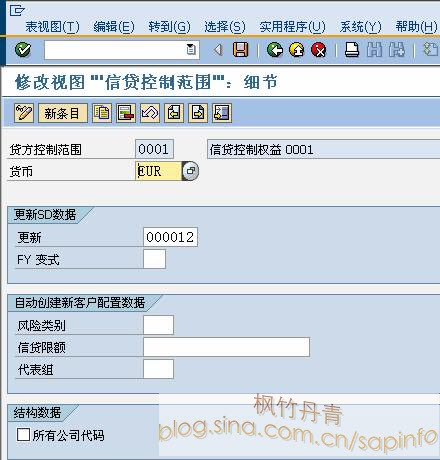 表视图(T) 编辑(E) 转到(G) 选择(S) 实用程序(U) 系统(Y) 帮助(H)
修改视图 ""信贷控制范围"": 细节
新条目
贷方控制范围 0001 信贷控制权益 0001
货币 EUR
更新SD数据
更新 000012
FY 变式
自动创建新客户配置数据
风险类别
信贷限额
代表组
结构数据
所有公司代码
枫竹丹青
blog.sina.com.cn/sapinfo